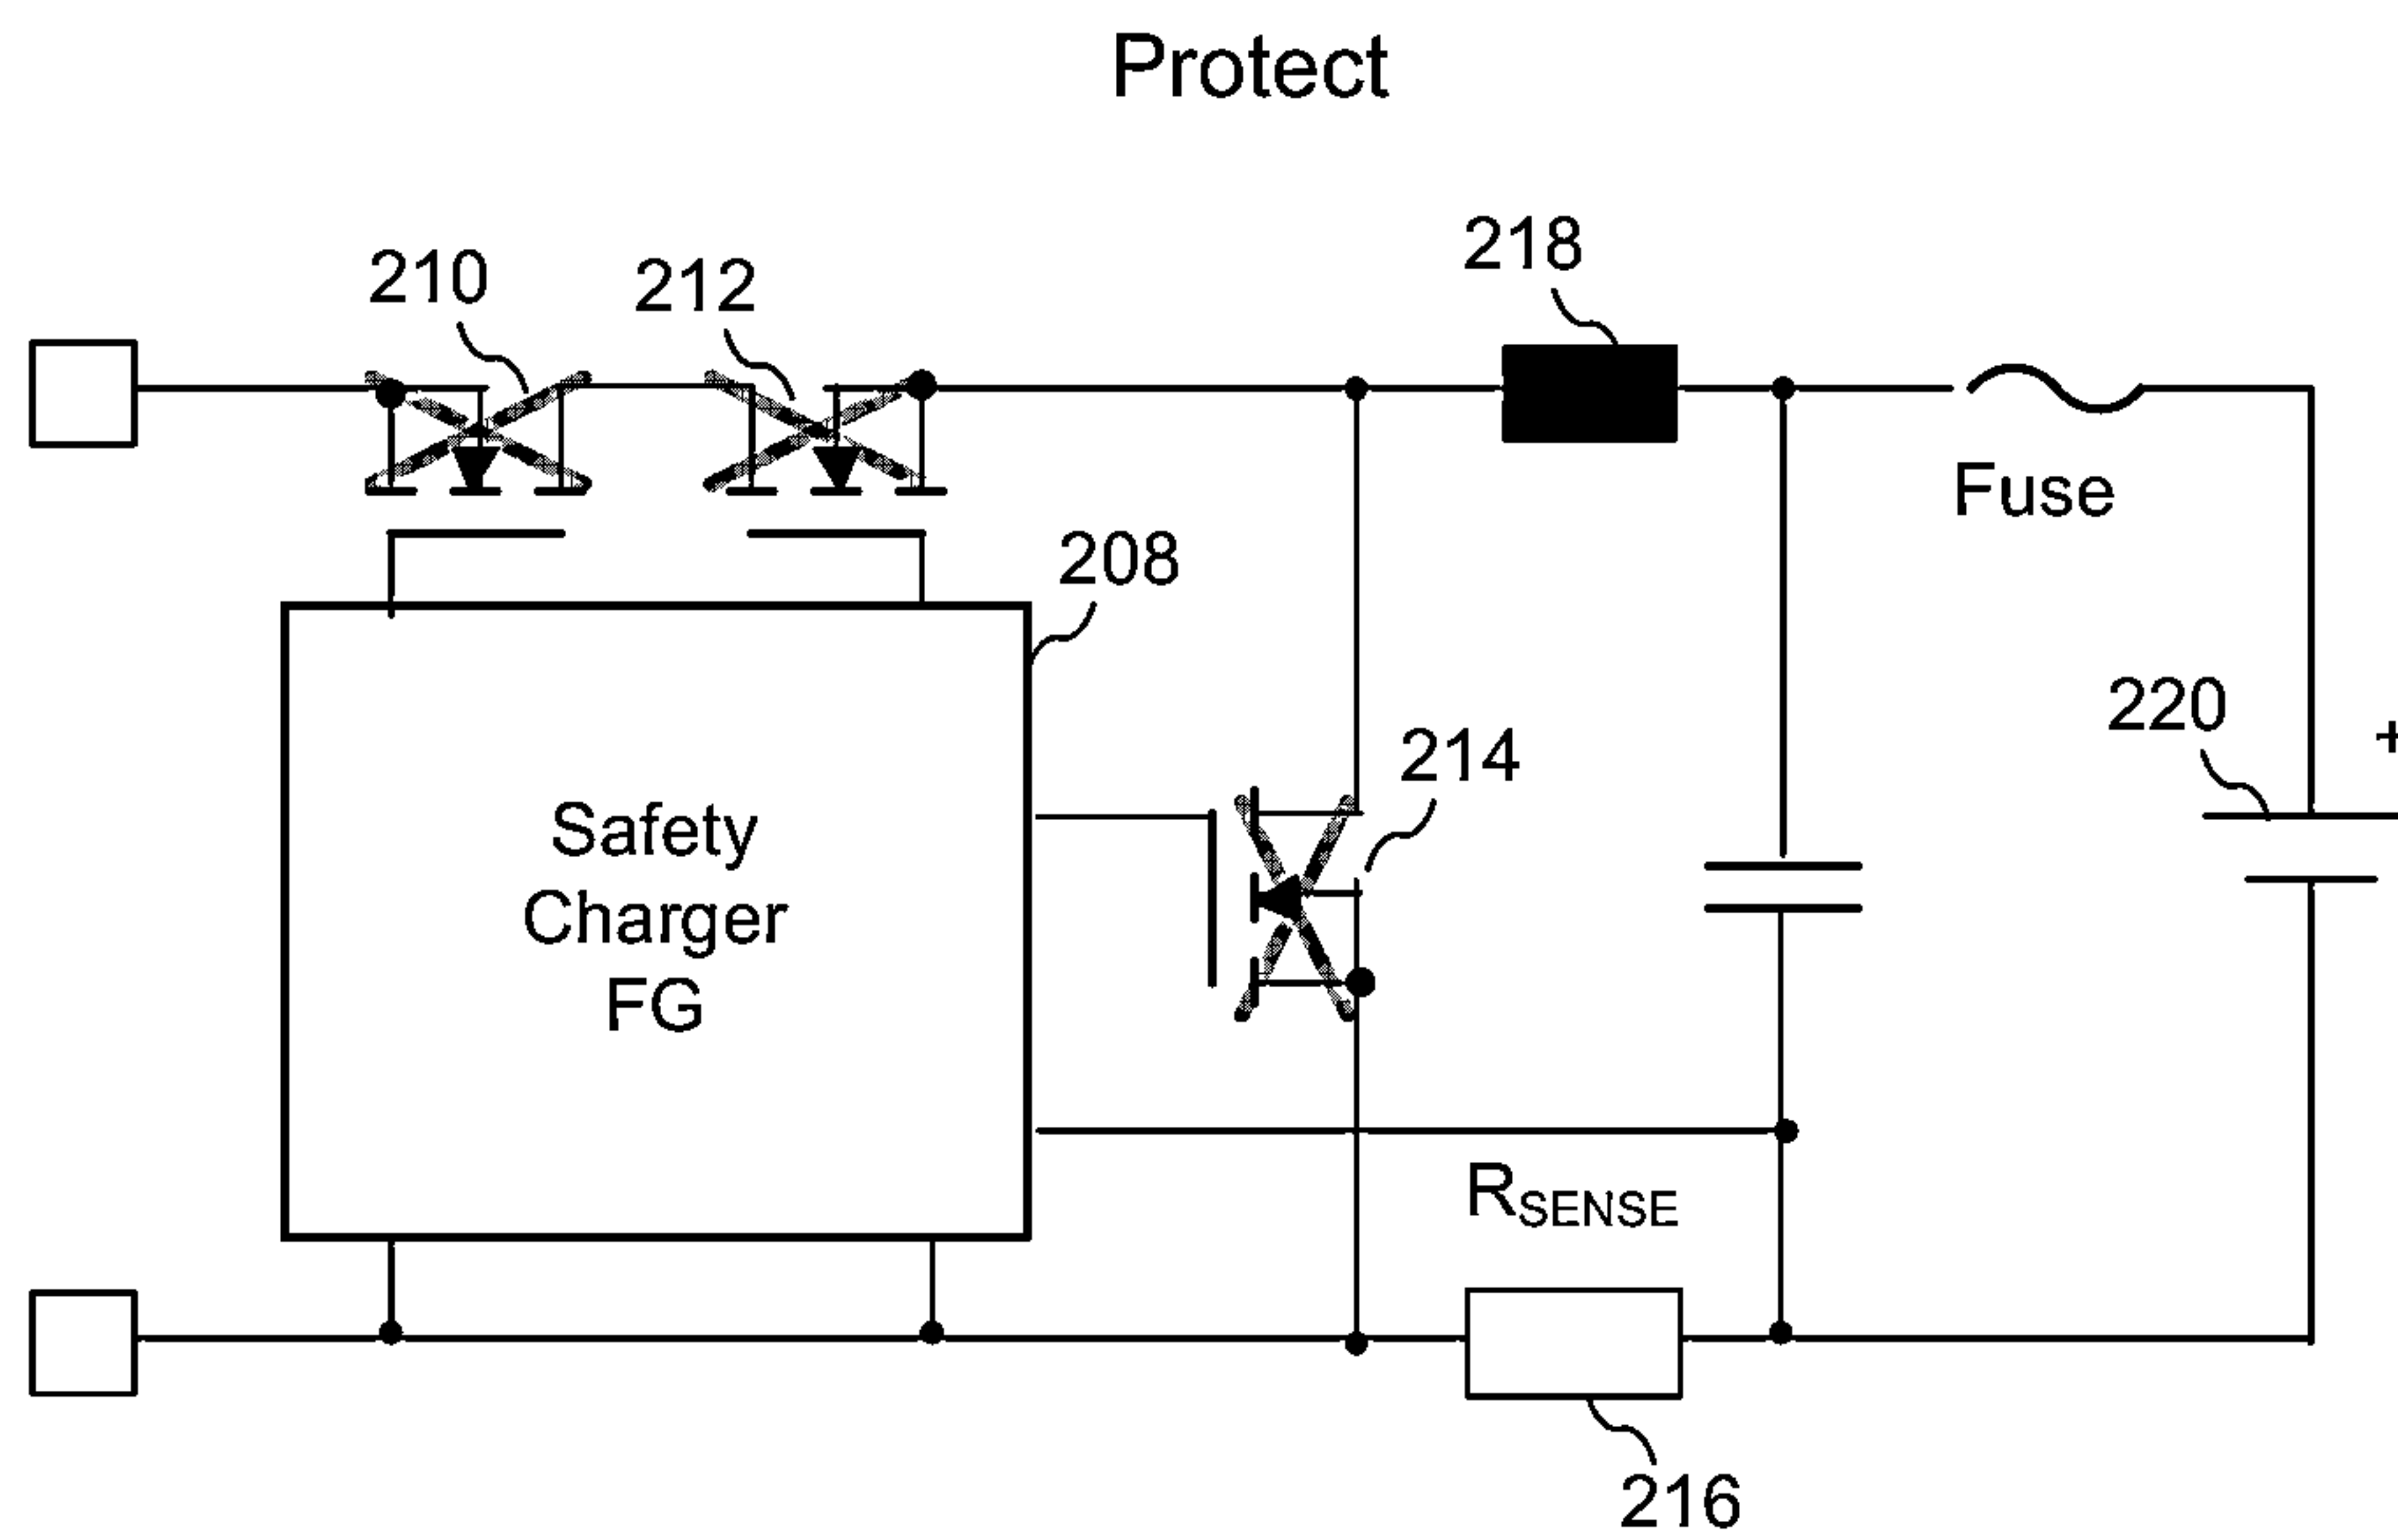 Protect
210
212
218
Fuse
208
220
+
214
Safety
Charger
FG
RSENSE
216